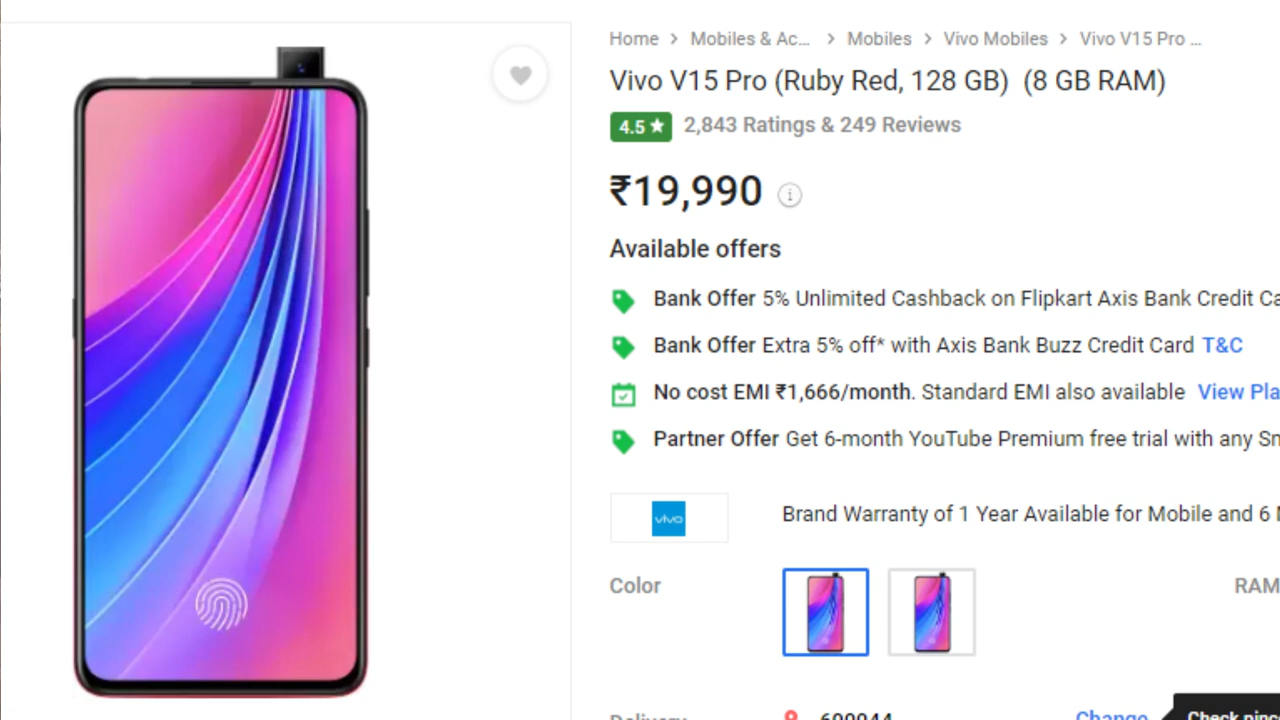 Home > Mobiles & Ac... > Mobiles > Vivo Mobiles > Vivo V15 Pro ...
Vivo V15 Pro (Ruby Red, 128 GB) (8 GB RAM)
4.5★ 2,843 Ratings & 249 Reviews
₹19,990
Available offers
Bank Offer 5% Unlimited Cashback on Flipkart Axis Bank Credit Ca
Bank Offer Extra 5% off* with Axis Bank Buzz Credit Card T&C
No cost EMI ₹1,666/month. Standard EMI also available View Pla
Partner Offer Get 6-month YouTube Premium free trial with any Sm
vivo
Brand Warranty of 1 Year Available for Mobile and 6
Color
RAM
Delivery
Change